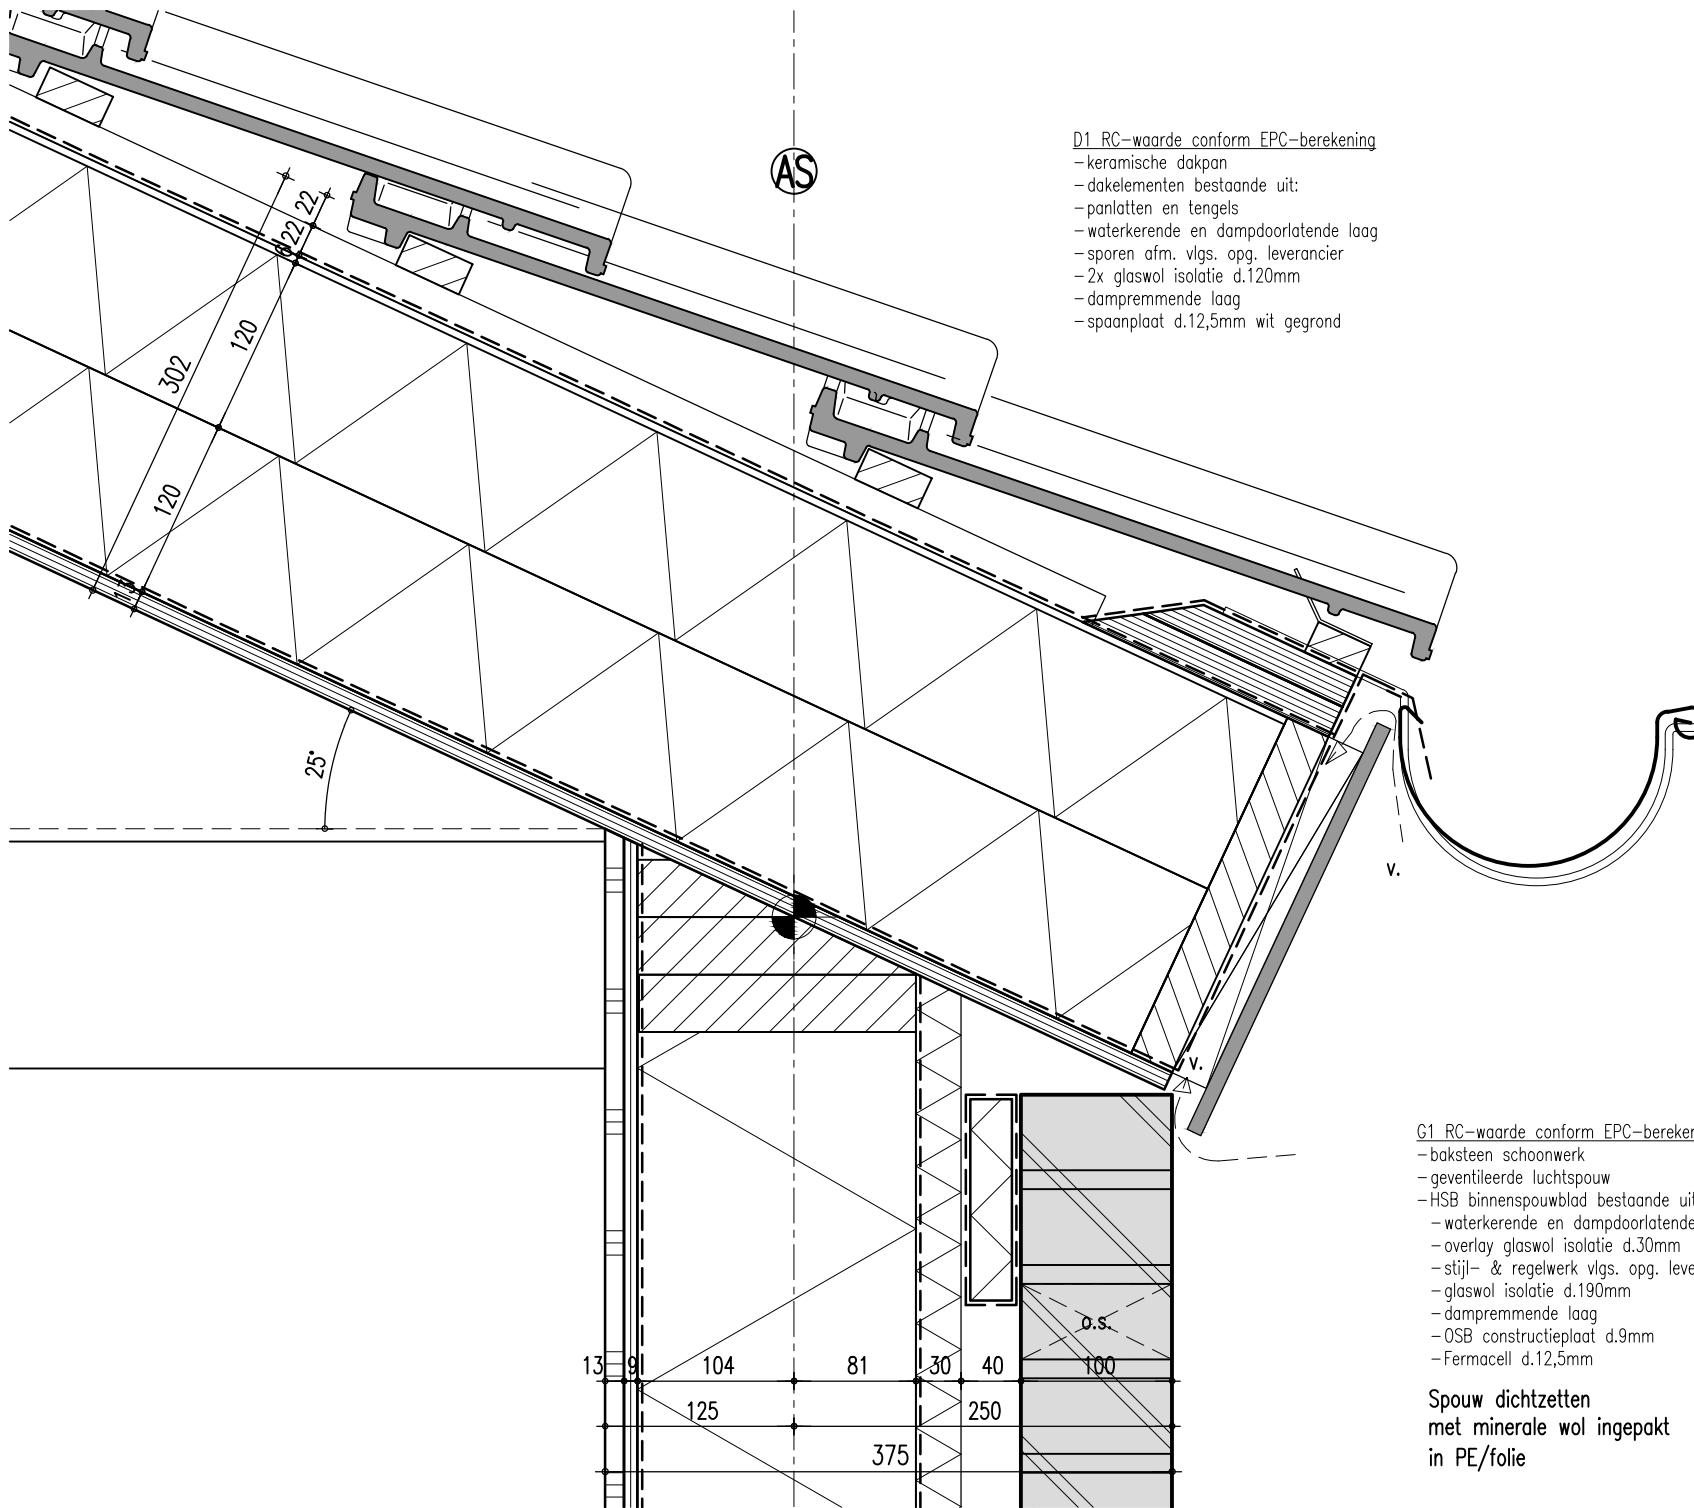 AS
D1 RC-waarde conform EPC-berekening
-keramische dakpan
-dakelementen bestaande uit:
-panlatten en tengels
-waterkerende en dampdoorlatende laag
-sporen afm. vlgs. opg. leverancier
-2x glaswol isolatie d.120mm
-dampremmende laag
-spaanplaat d.12,5mm wit gegrond
22
22
120
302
120
13
25°
v.
v.
G1 RC-waarde conform EPC-bereken
-baksteen schoonwerk
-geventileerde luchtspouw
-HSB binnenspouwblad bestaande uit
-waterkerende en dampdoorlatende
-overlay glaswol isolatie d.30mm
-stijl- & regelwerk vlgs. opg. leve
-glaswol isolatie d.190mm
-dampremmende laag
-OSB constructieplaat d.9mm
-Fermacell d.12,5mm
Spouw dichtzetten
met minerale wol ingepakt
in PE/folie
o.s.
13 9 104 81 30 40 100
125 250
375